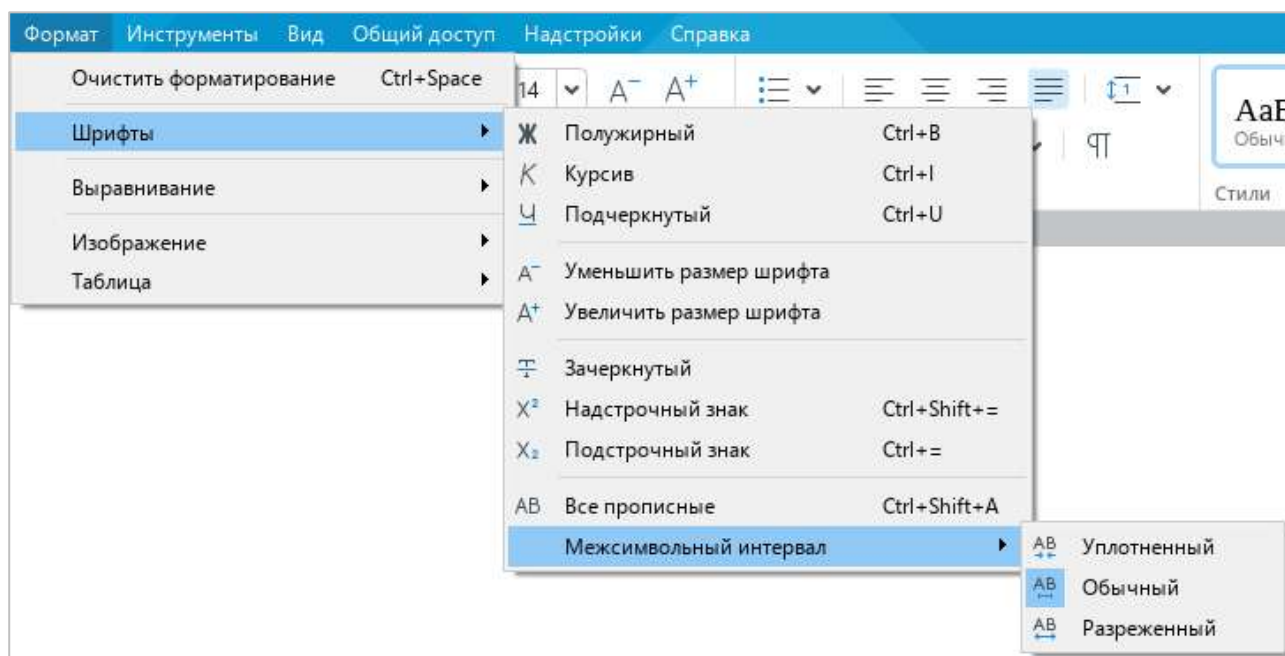 Формат Инструменты Вид Общий доступ Надстройки Справка
Очистить форматирование Ctrl+Space
14 A⁻ A⁺
Шрифты
Выравнивание
Изображение
Таблица
Ж Полужирный Ctrl+B
К Курсив Ctrl+I
Ч Подчеркнутый Ctrl+U
A⁻ Уменьшить размер шрифта
A⁺ Увеличить размер шрифта
Зачеркнутый
X² Надстрочный знак Ctrl+Shift+=
X₂ Подстрочный знак Ctrl+=
AB Все прописные Ctrl+Shift+A
Межсимвольный интервал
AB Уплотненный
AB Обычный
AB Разреженный
AaB
Обыч
Стили